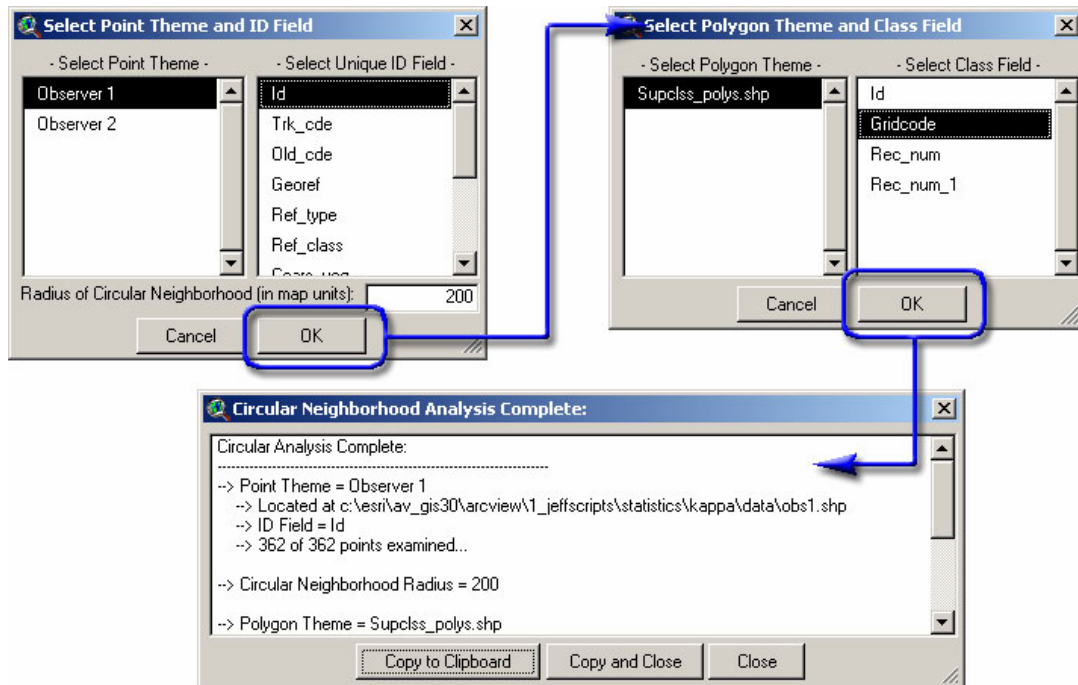 Select Point Theme and ID Field
- Select Point Theme -
- Select Unique ID Field -
Observer 1
Observer 2
Id
Trk_cde
Old_cde
Georef
Ref_type
Ref_class
Radius of Circular Neighborhood (in map units):
200
Cancel
OK
Select Polygon Theme and Class Field
- Select Polygon Theme -
- Select Class Field -
Supclss_polys.shp
Id
Gridcode
Rec_num
Rec_num_1
Cancel
OK
Circular Neighborhood Analysis Complete:
Circular Analysis Complete:
--> Point Theme = Observer 1
--> Located at c:\esri\av_gis30\arcview\1_jeffscripts\statistics\kappa\data\obs1.shp
--> ID Field = Id
--> 362 of 362 points examined...
--> Circular Neighborhood Radius = 200
--> Polygon Theme = Supclss_polys.shp
Copy to Clipboard
Copy and Close
Close